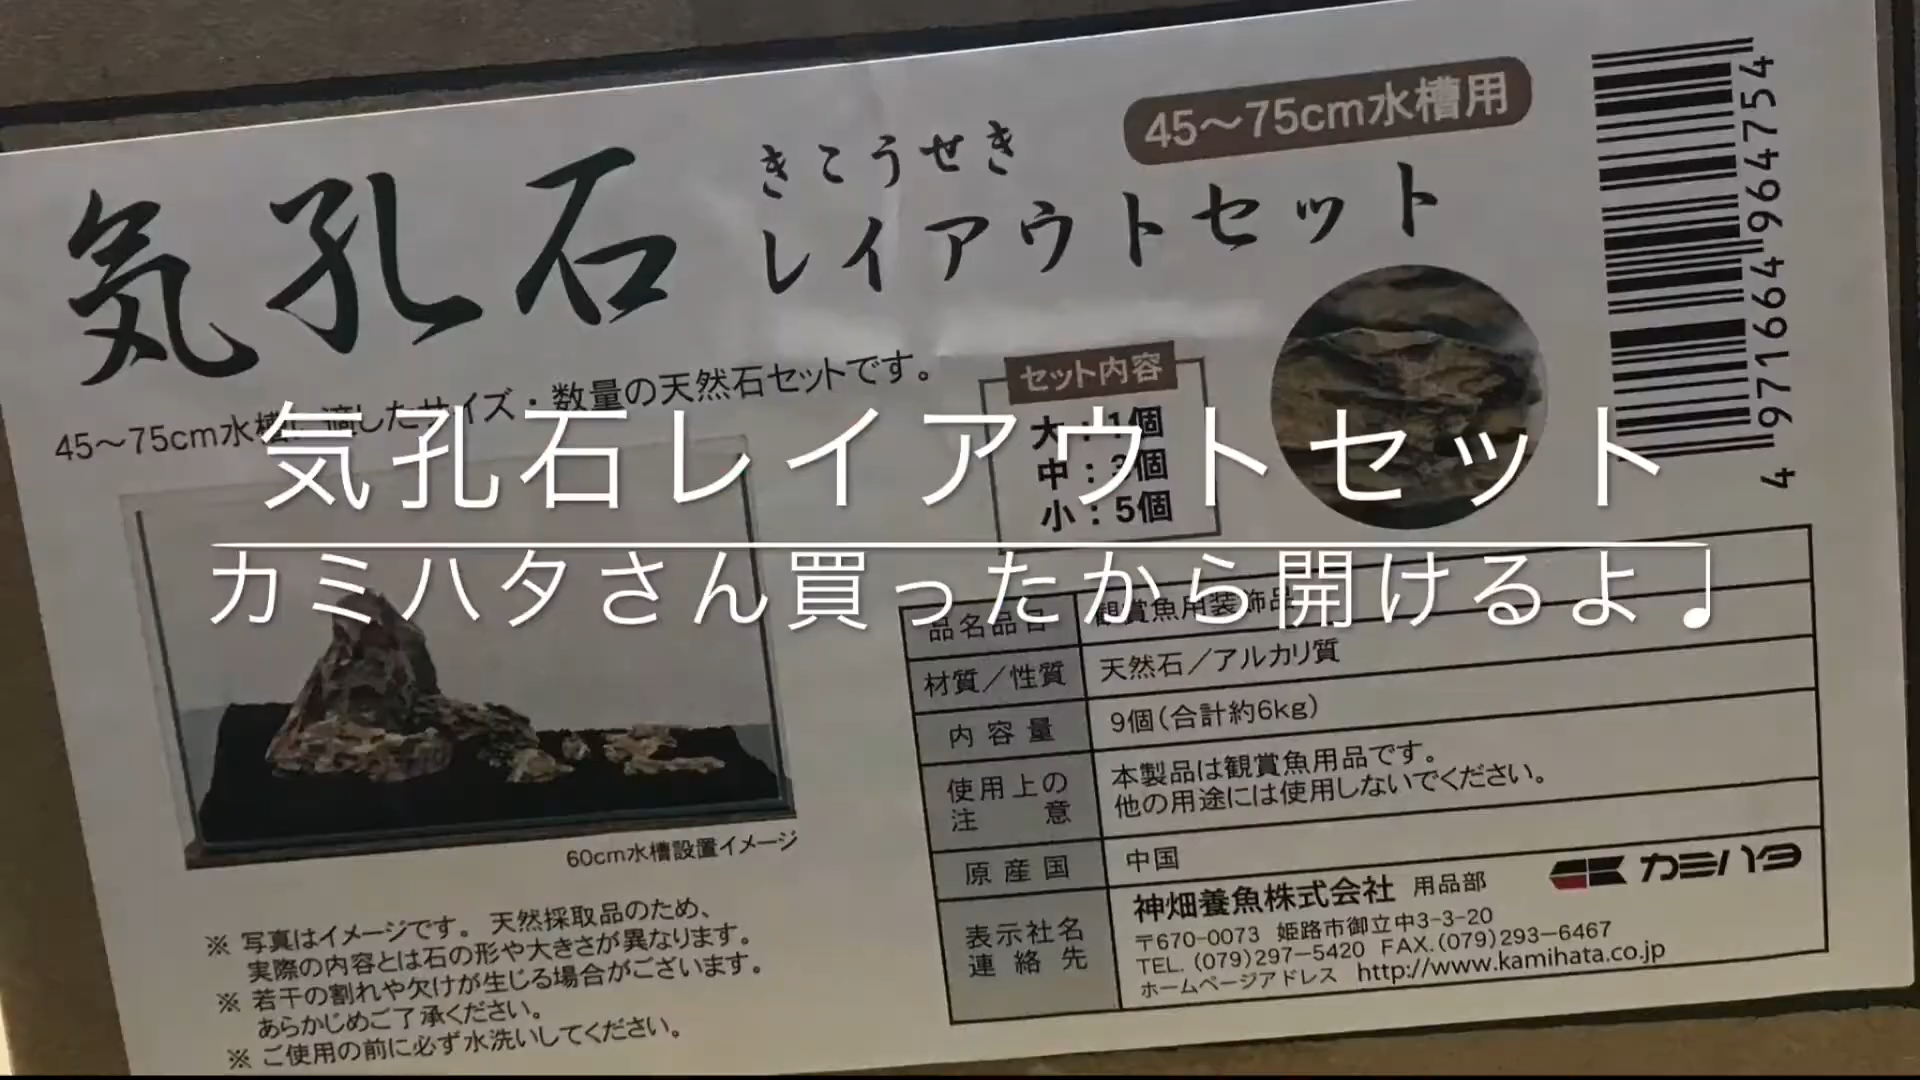 気孔石
きこうせき
レイアウトセット
45～75cm水槽用
4 971664 964754
45～75cm水槽に適したサイズ・数量の天然石セットです。
セット内容
大：1個
中：3個
小：5個
気孔石レイアウトセット
カミハタさん買ったから開けるよ♩
60cm水槽設置イメージ
※ 写真はイメージです。天然採取品のため、
実際の内容とは石の形や大きさが異なります。
※ 若干の割れや欠けが生じる場合がございます。
あらかじめご了承ください。
※ ご使用の前に必ず水洗いしてください。
品名品目 観賞魚用装飾品
材質／性質 天然石／アルカリ質
内容量 9個（合計約6kg）
使用上の 本製品は観賞魚用品です。
注意 他の用途には使用しないでください。
原産国 中国
表示社名 神畑養魚株式会社 用品部 カミハタ
連絡先 〒670-0073 姫路市御立中3-3-20
TEL.(079)297-5420 FAX.(079)293-6467
ホームページアドレス http://www.kamihata.co.jp